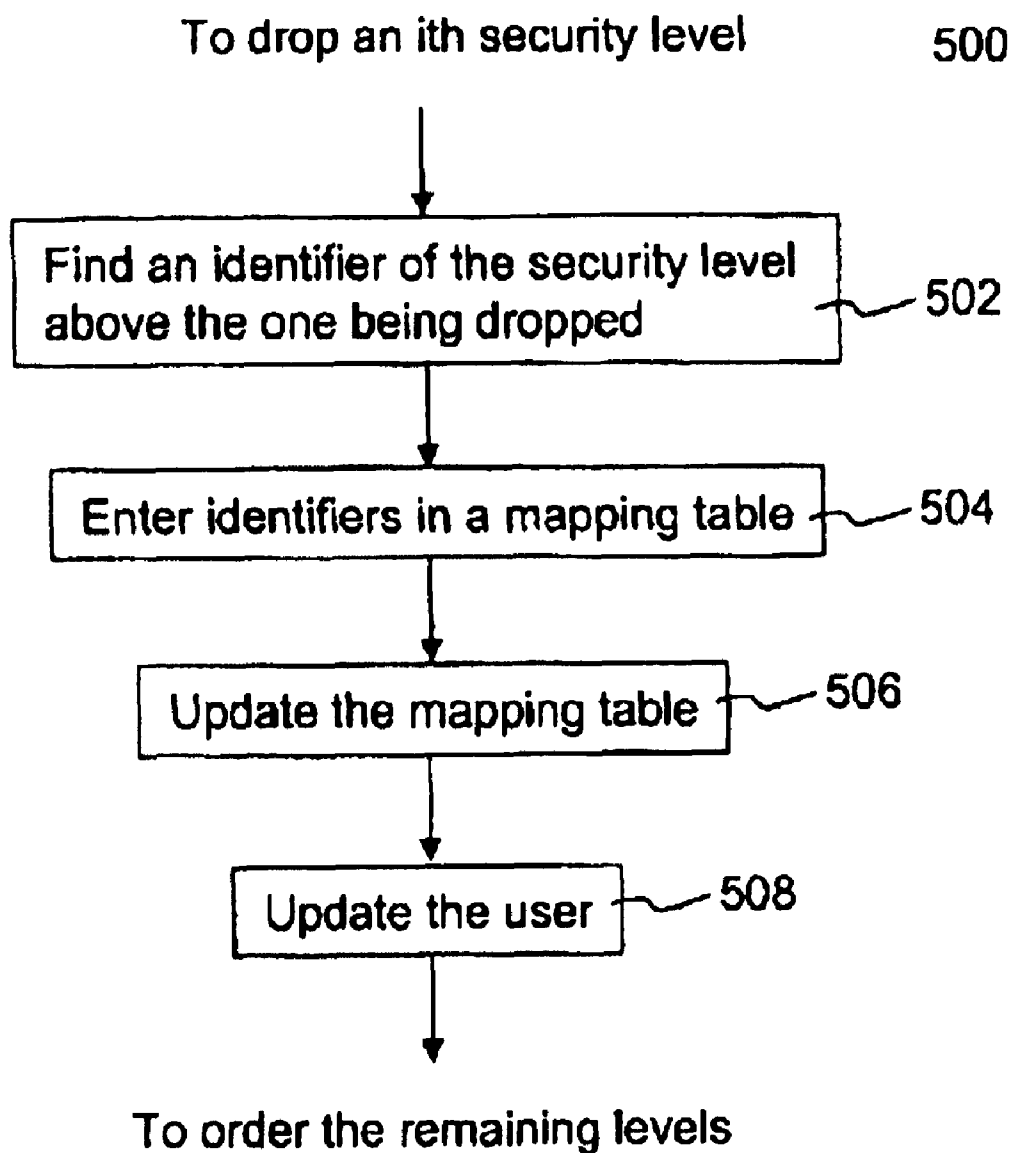 To drop an ith security level
500
Find an identifier of the security level
above the one being dropped
502
Enter identifiers in a mapping table
504
Update the mapping table
506
Update the user
508
To order the remaining levels